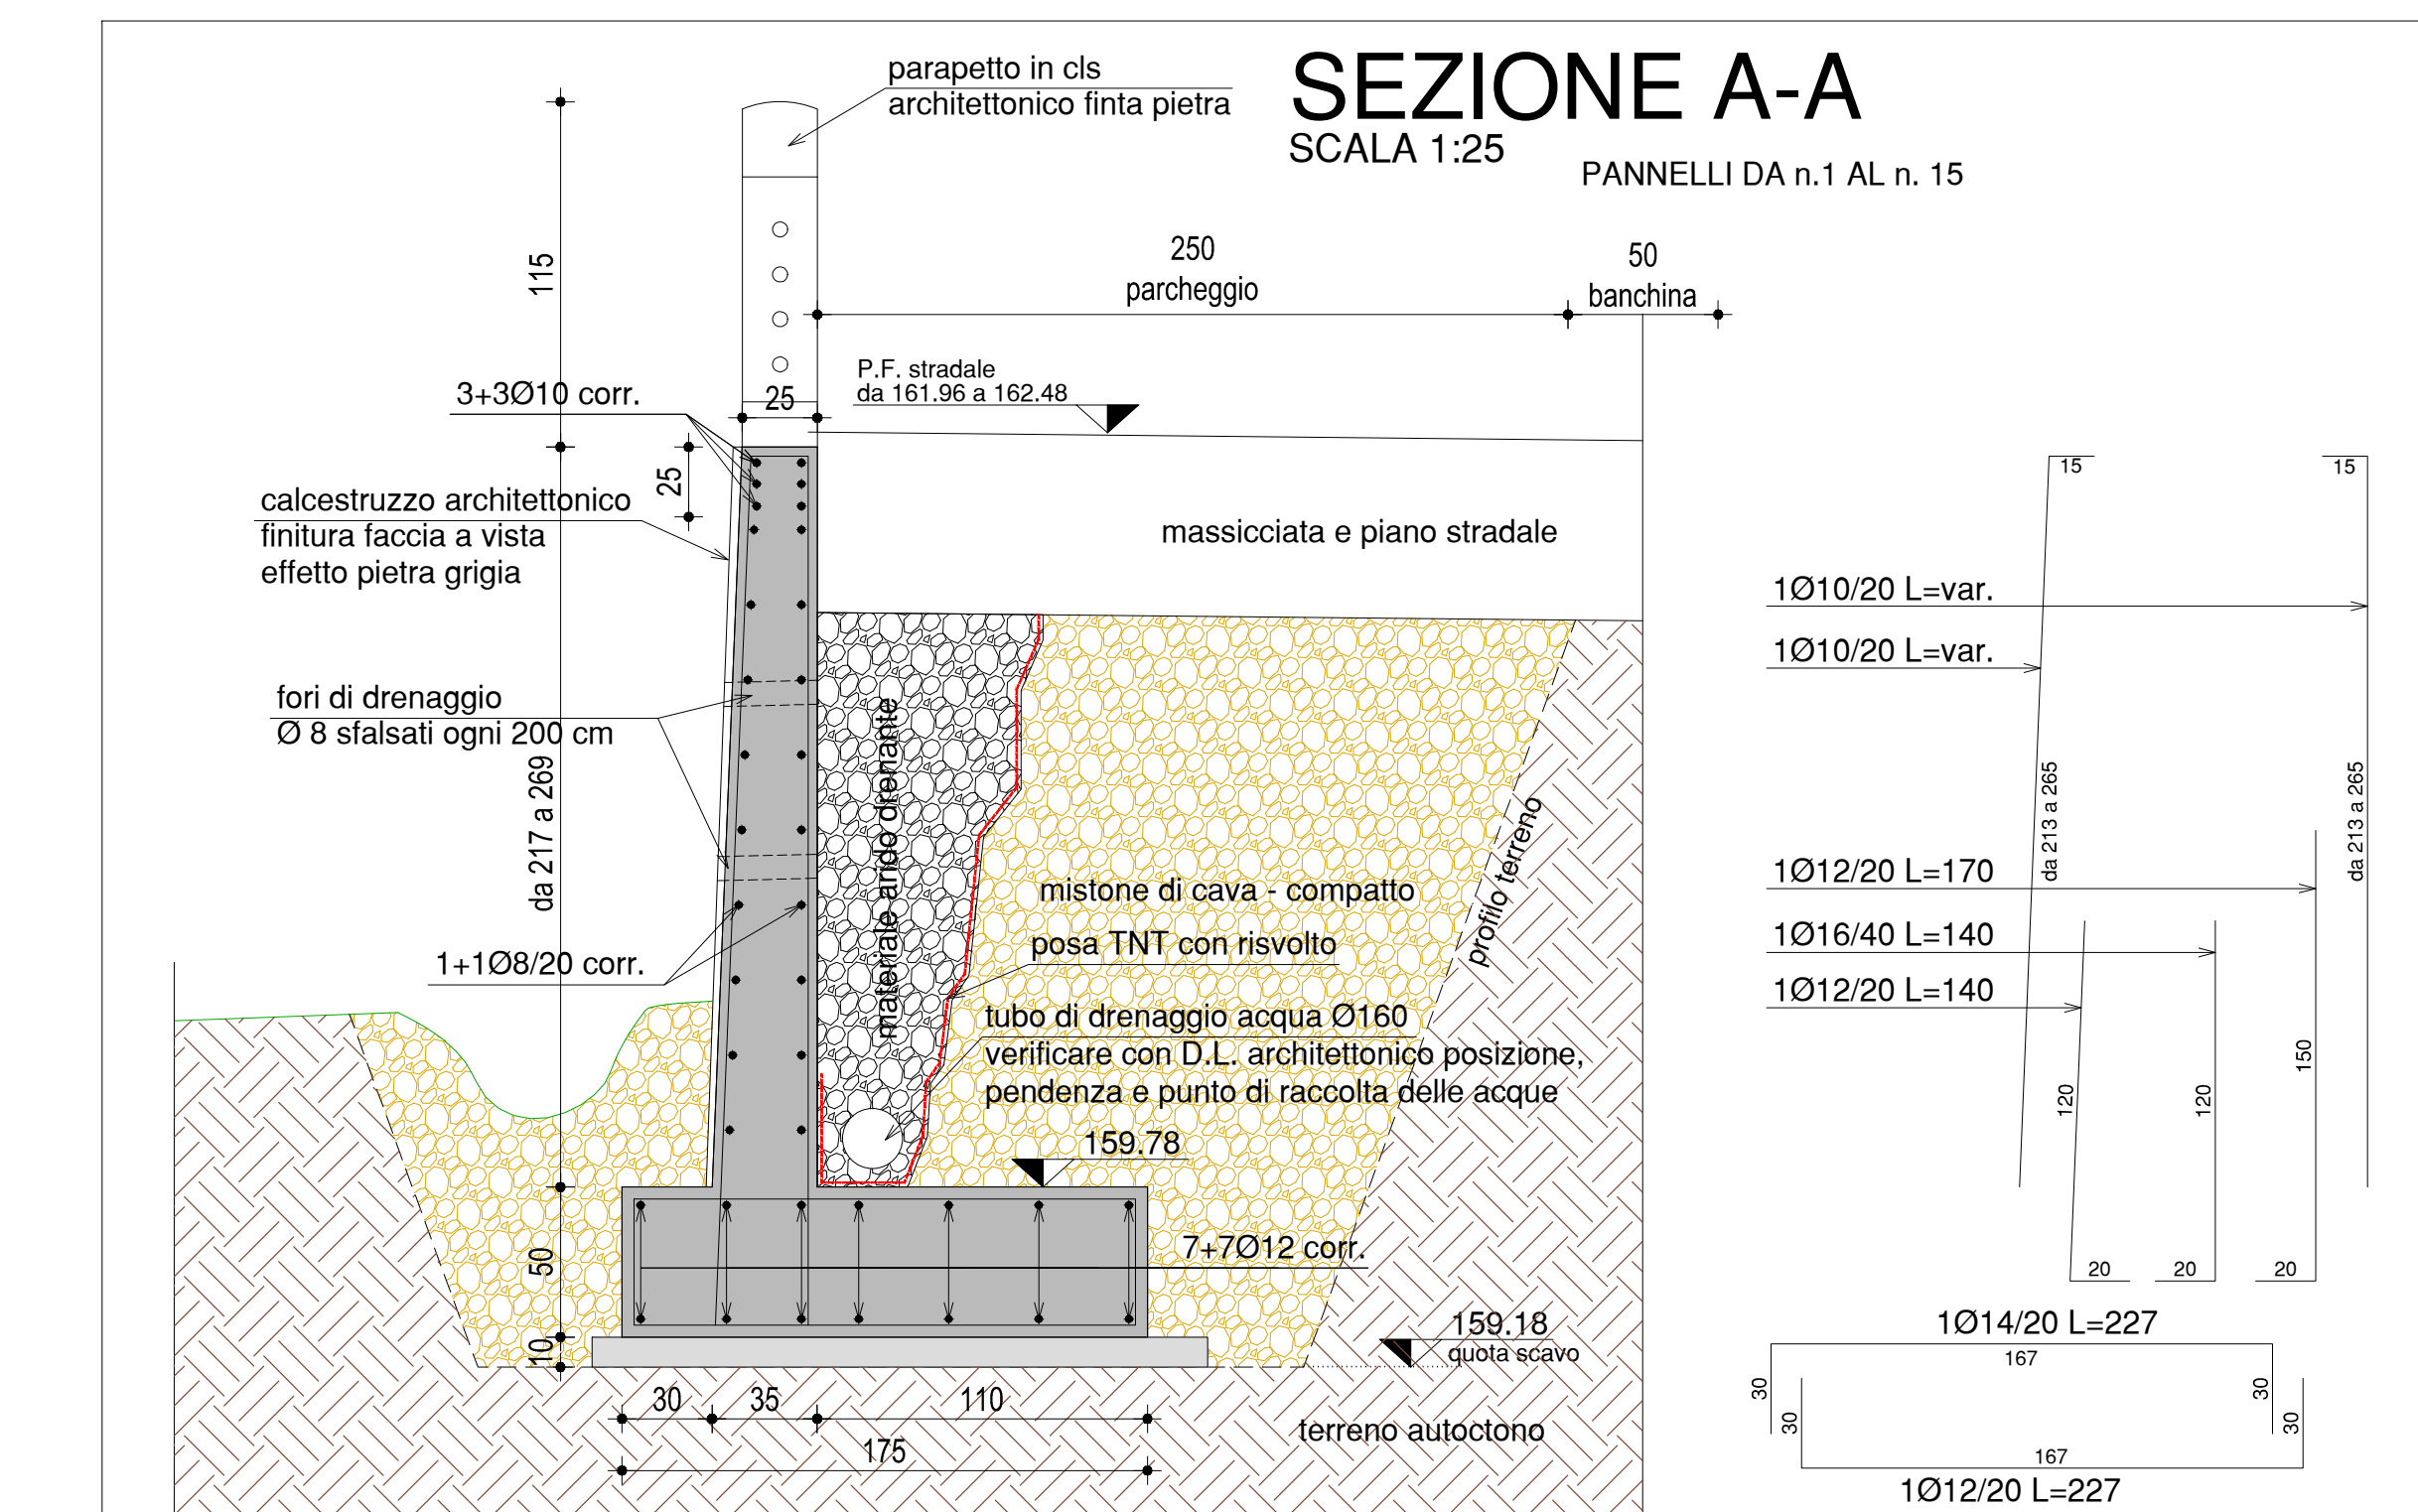 parapetto in cls
architettonico finta pietra
SEZIONE A-A
SCALA 1:25
PANNELLI DA n.1 AL n. 15
115
250
parcheggio
50
banchina
P.F. stradale
da 161.96 a 162.48
3+3Ø10 corr.
25
25
calcestruzzo architettonico
finitura faccia a vista
effetto pietra grigia
massicciata e piano stradale
fori di drenaggio
Ø 8 sfalsati ogni 200 cm
da 217 a 269
materiale arido drenante
profilo terreno
mistone di cava - compatto
posa TNT con risvolto
1+1Ø8/20 corr.
tubo di drenaggio acqua Ø160
verificare con D.L. architettonico posizione,
pendenza e punto di raccolta delle acque
159.78
7+7Ø12 corr.
50
10
159.18
quota scavo
30
35
110
175
terreno autoctono
15
15
1Ø10/20 L=var.
1Ø10/20 L=var.
da 213 a 265
da 213 a 265
1Ø12/20 L=170
1Ø16/40 L=140
1Ø12/20 L=140
120
120
150
20
20
20
1Ø14/20 L=227
167
30
30
30
30
167
1Ø12/20 L=227